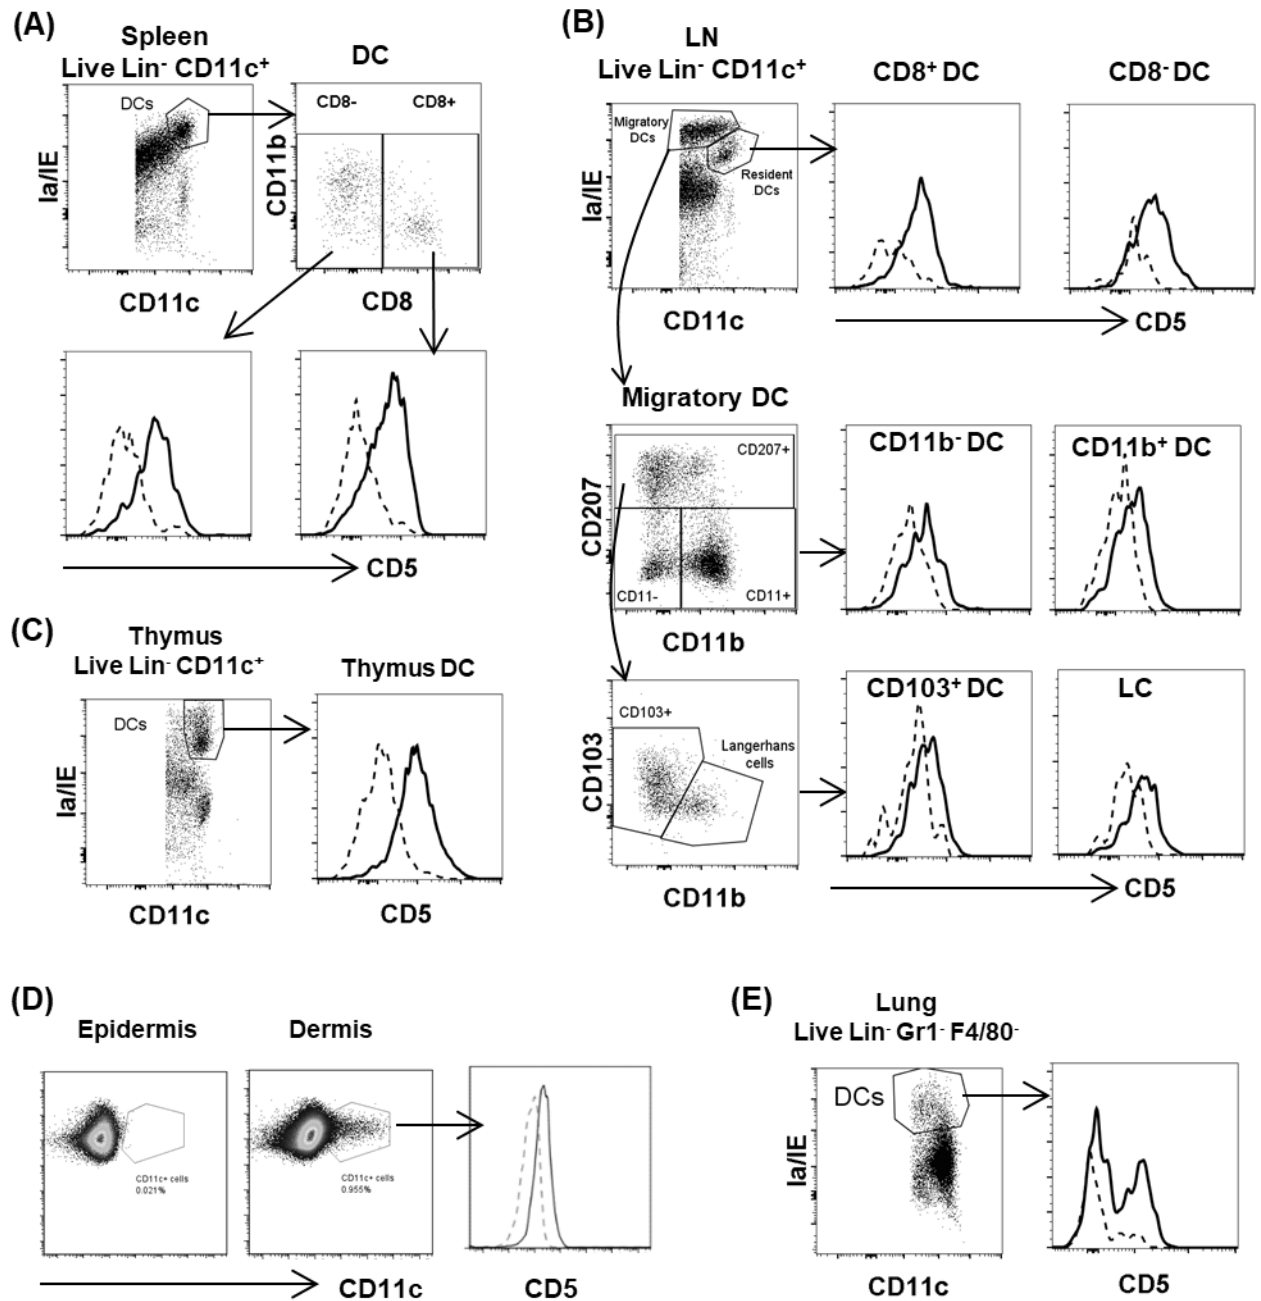 (A)
Spleen
Live Lin- CD11c+
DCs
Ia/IE
CD11c
DC
CD8-
CD8+
CD11b
CD8
CD5
(B)
LN
Live Lin- CD11c+
Migratory
DCs
Resident
DCs
Ia/IE
CD11c
CD8+ DC
CD8- DC
CD5
Migratory DC
CD207+
CD207
CD11-
CD11+
CD11b
CD11b- DC
CD11b+ DC
CD103+
Langerhans
cells
CD103
CD11b
CD103+ DC
LC
CD5
(C)
Thymus
Live Lin- CD11c+
DCs
Ia/IE
CD11c
Thymus DC
CD5
(D)
Epidermis
CD11c+ cells
0.021%
Dermis
CD11c+ cells
0.955%
CD11c
CD5
(E)
Lung
Live Lin- Gr1- F4/80-
DCs
Ia/IE
CD11c
CD5